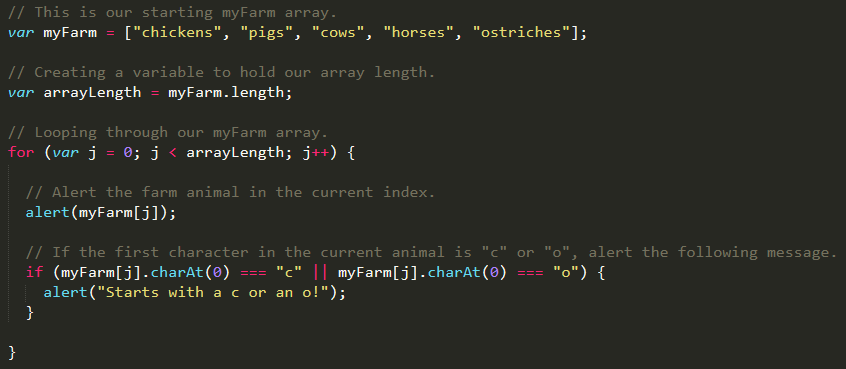 // This is our starting myFarm array.
var myFarm = ["chickens", "pigs", "cows", "horses", "ostriches"];
// Creating a variable to hold our array length.
var arrayLength = myFarm.length;
// Looping through our myFarm array.
for (var j = 0; j < arrayLength; j++) {
// Alert the farm animal in the current index.
alert(myFarm[j]);
// If the first character in the current animal is "c" or "o", alert the following message.
if (myFarm[j].charAt(0) === "c" || myFarm[j].charAt(0) === "o") {
alert("Starts with a c or an o!");
}
}